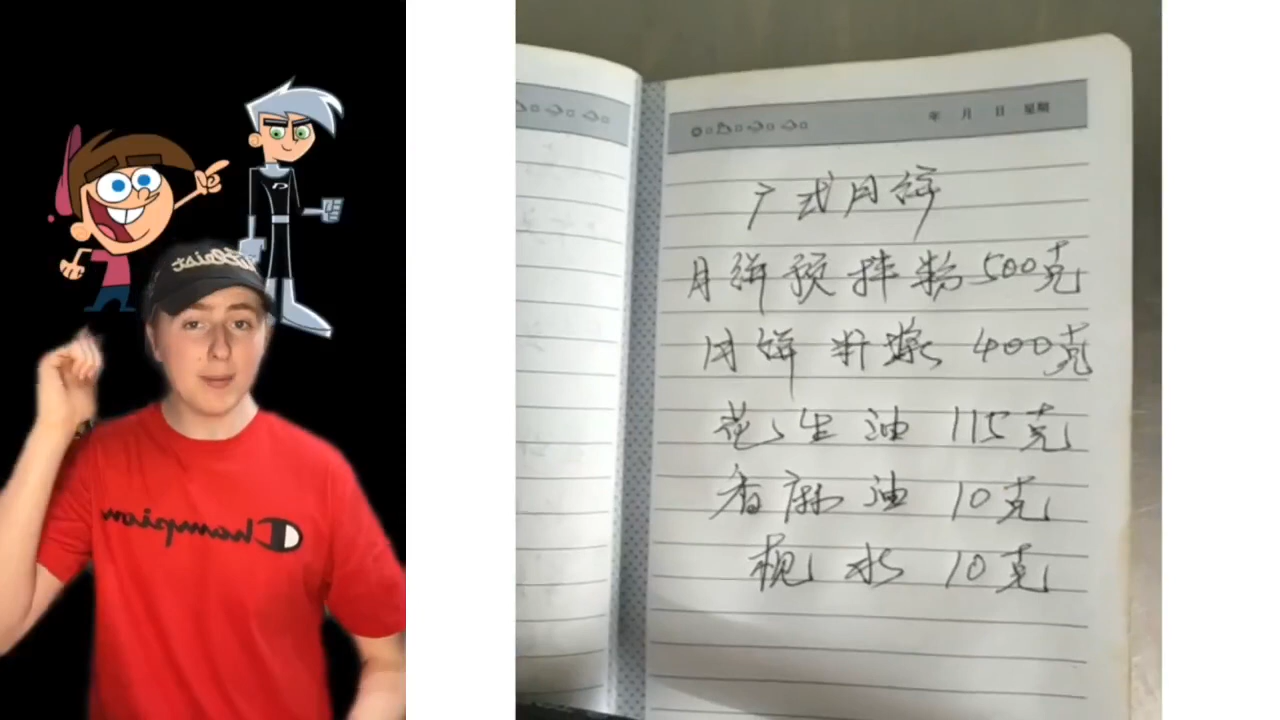 Champion
年 月 日 星期
广式月饼
月饼预拌粉 500克
月饼 浆 400克
花生油 115克
香麻油 10克
枧水 10克